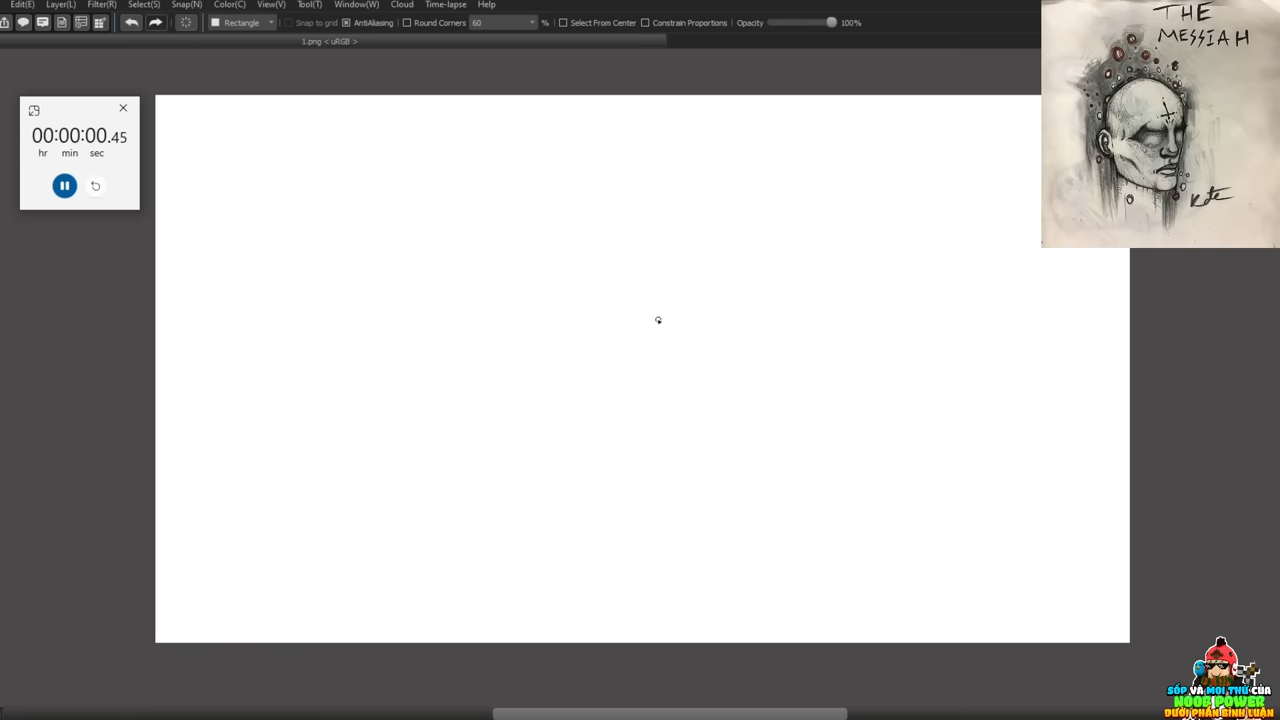 Edit(E) Layer(L) Filter(R) Select(S) Snap(N) Color(C) View(V) Tool(T) Window(W) Cloud Time-lapse Help
Rectangle Snap to grid AntiAliasing Round Corners 60 % Select From Center Constrain Proportions Opacity 100%
1.png < uRGB >
00:00:00.45
hr min sec
THE
MESSIAH
Kate
SỐP VÀ MỌI THỨ CỦA
NOOB POWER
DƯỚI PHẦN BÌNH LUẬN